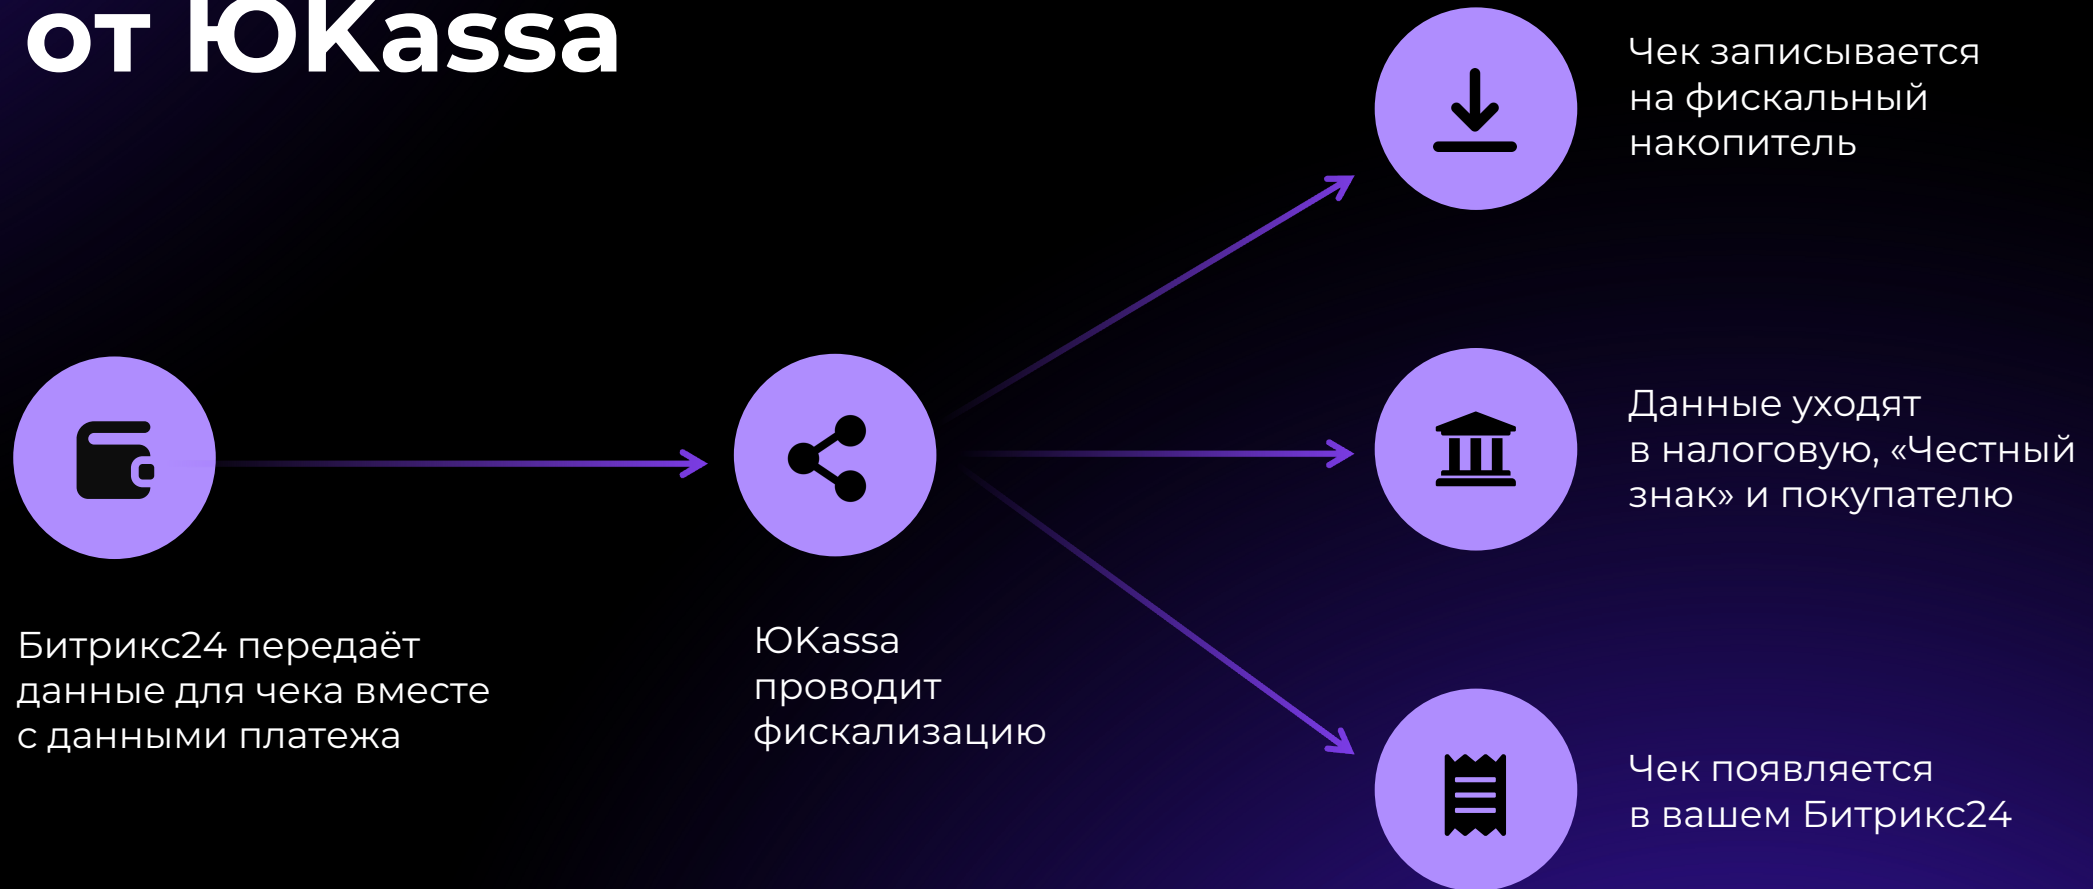 от ЮKassa
Чек записывается
на фискальный
накопитель
Данные уходят
в налоговую, «Честный
знак» и покупателю
Битрикс24 передаёт
данные для чека вместе
с данными платежа
ЮKassa
проводит
фискализацию
Чек появляется
в вашем Битрикс24